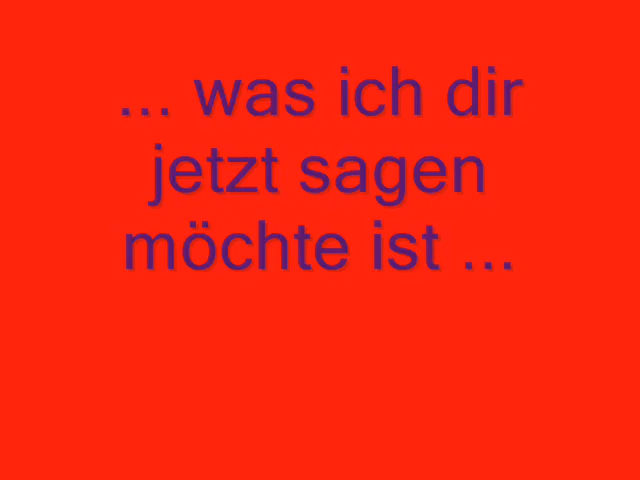 ... was ich dir
jetzt sagen
möchte ist ...